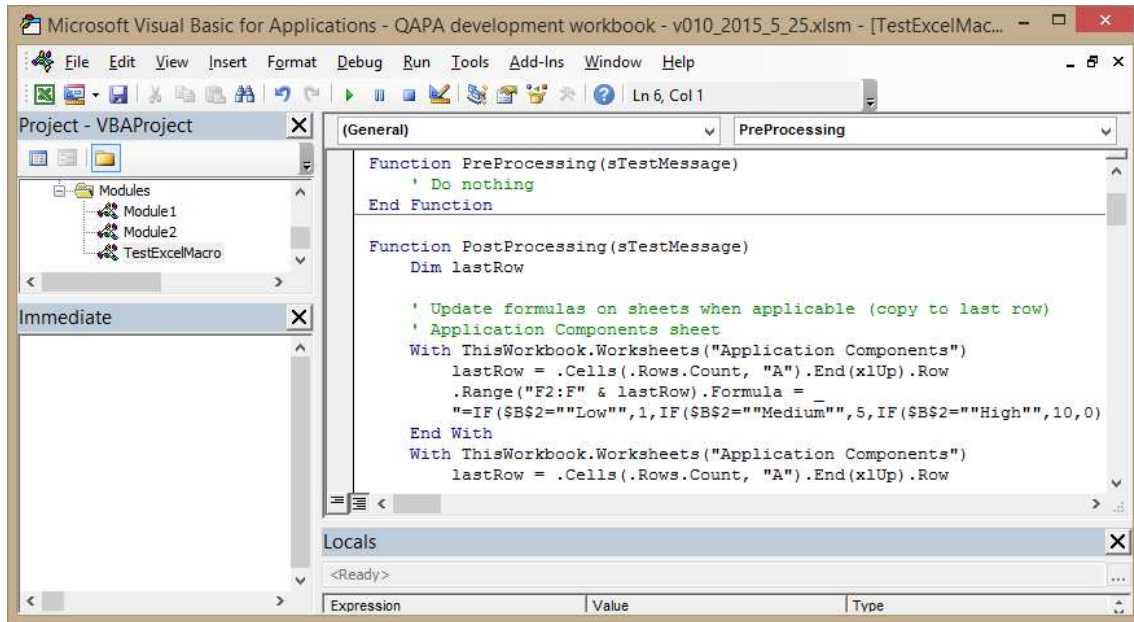 Microsoft Visual Basic for Applications - QAPA development workbook - v010_2015_5_25.xlsm - [TestExcelMac...
File Edit View Insert Format Debug Run Tools Add-Ins Window Help
Ln 6, Col 1
Project - VBAProject
Modules
Module1
Module2
TestExcelMacro
Immediate
(General) PreProcessing
Function PreProcessing(sTestMessage)
' Do nothing
End Function
Function PostProcessing(sTestMessage)
Dim lastRow
' Update formulas on sheets when applicable (copy to last row)
' Application Components sheet
With ThisWorkbook.Worksheets("Application Components")
lastRow = .Cells(.Rows.Count, "A").End(xlUp).Row
.Range("F2:F" & lastRow).Formula = _
"=IF($B$2=""Low"",1,IF($B$2=""Medium"",5,IF($B$2=""High"",10,0)
End With
With ThisWorkbook.Worksheets("Application Components")
lastRow = .Cells(.Rows.Count, "A").End(xlUp).Row
Locals
<Ready>
...
Expression Value Type